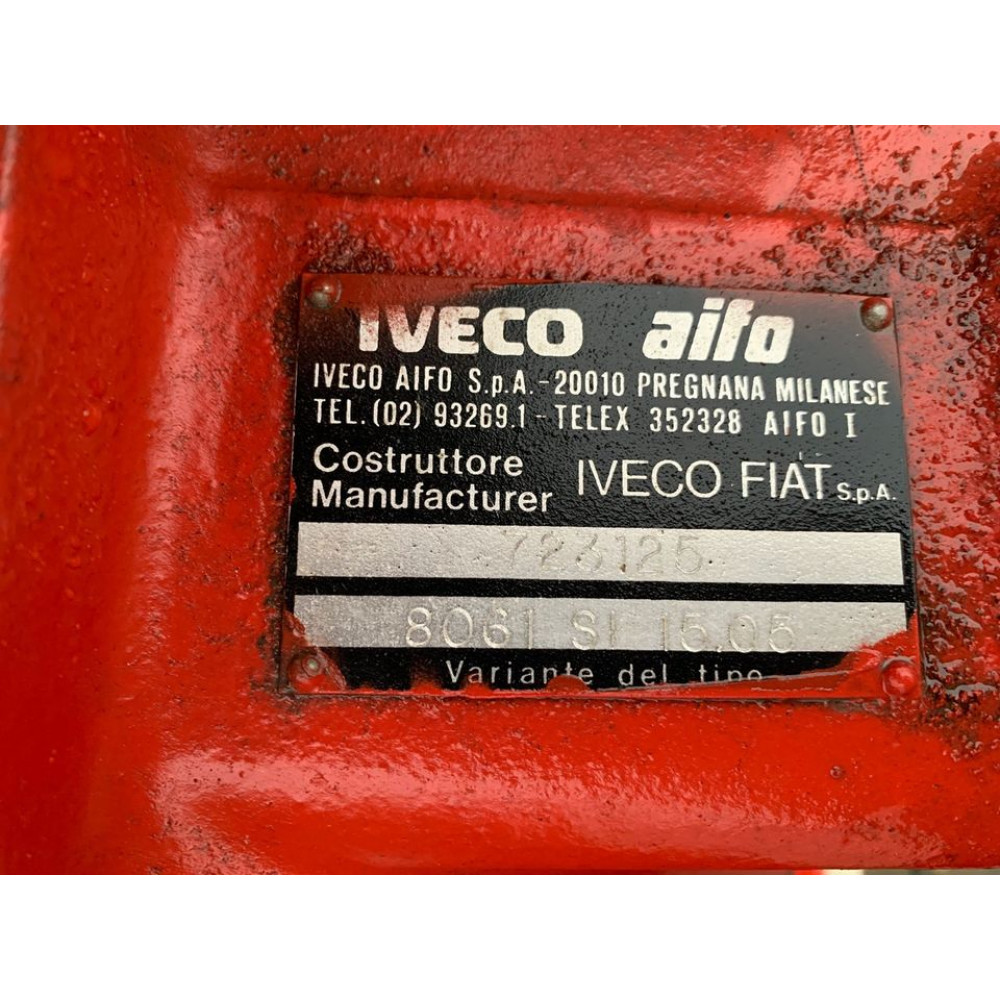 IVECO aifo
IVECO AIFO S.p.A. - 20010 PREGNANA MILANESE
TEL. (02) 93269.1 - TELEX 352328 AIFO I
Costruttore
Manufacturer
IVECO FIAT S.p.A.
723125
8061 SI 15.05
Variante del tipo